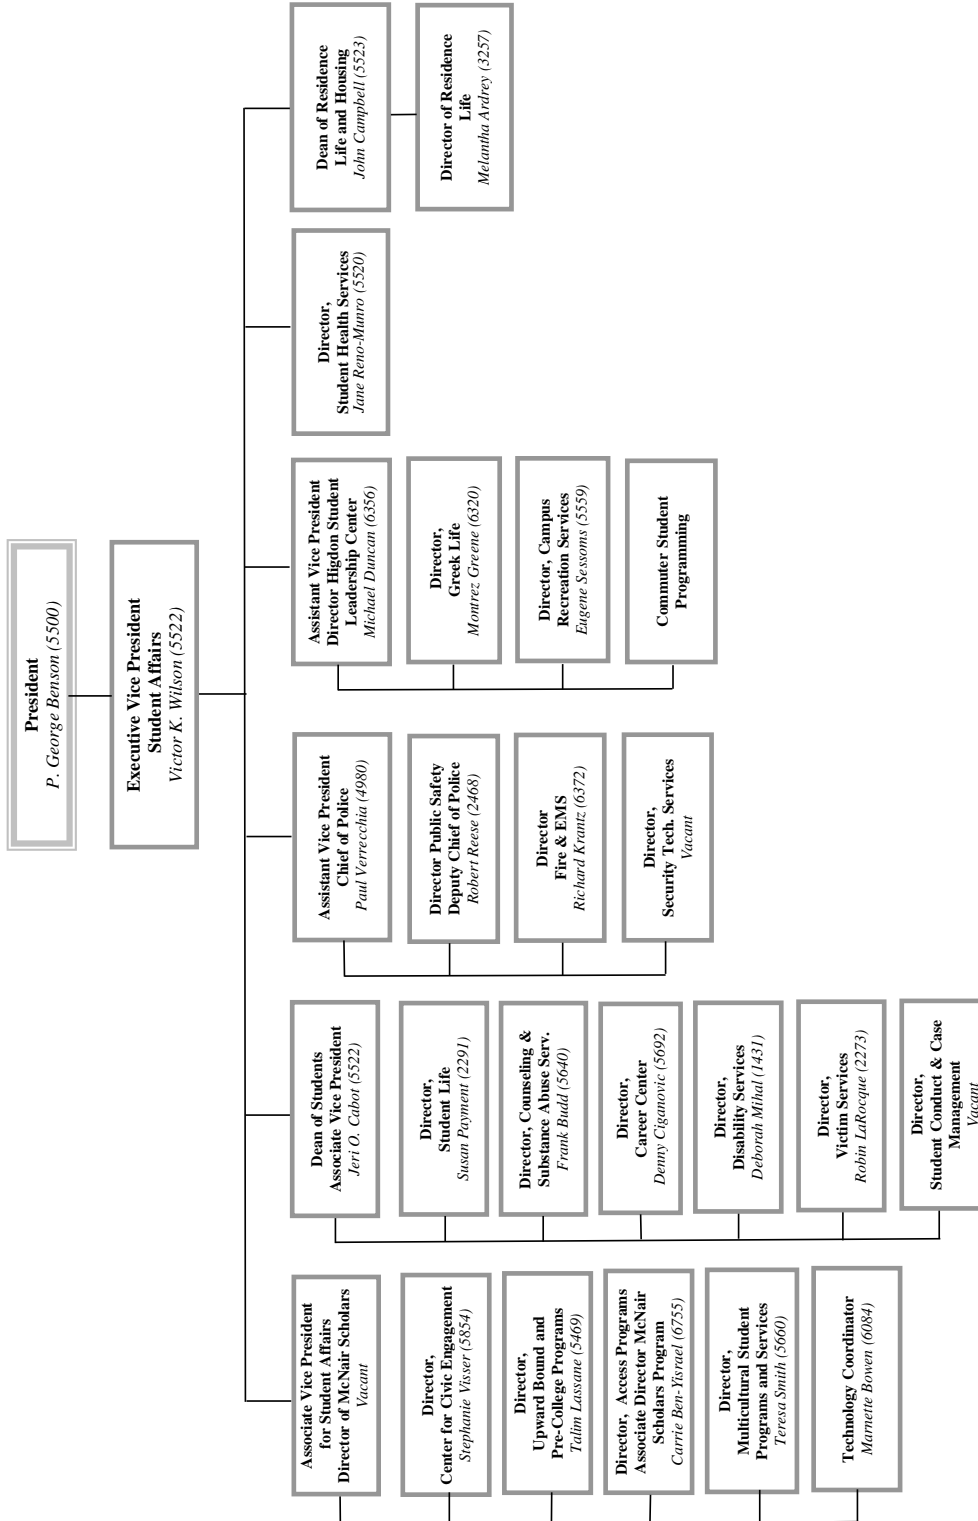 President
P. George Benson (5500)
Executive Vice President
Student Affairs
Victor K. Wilson (5522)
Associate Vice President
for Student Affairs
Director of McNair Scholars
Vacant
Director,
Center for Civic Engagement
Stephanie Visser (5854)
Director,
Upward Bound and
Pre-College Programs
Talim Lassane (5469)
Director, Access Programs
Associate Director McNair
Scholars Program
Carrie Ben-Yisrael (6755)
Director,
Multicultural Student
Programs and Services
Teresa Smith (5660)
Technology Coordinator
Marnette Bowen (6084)
Dean of Students
Associate Vice President
Jeri O. Cabot (5522)
Director,
Student Life
Susan Payment (2291)
Director, Counseling &
Substance Abuse Serv.
Frank Budd (5640)
Director,
Career Center
Denny Ciganovic (5692)
Director,
Disability Services
Deborah Mihal (1431)
Director,
Victim Services
Robin LaRocque (2273)
Director,
Student Conduct & Case
Management
Vacant
Assistant Vice President
Chief of Police
Paul Verrecchia (4980)
Director Public Safety
Deputy Chief of Police
Robert Reese (2468)
Director
Fire & EMS
Richard Krantz (6372)
Director,
Security Tech. Services
Vacant
Assistant Vice President
Director Higdon Student
Leadership Center
Michael Duncan (6356)
Director,
Greek Life
Montrez Greene (6320)
Director, Campus
Recreation Services
Eugene Sessoms (5559)
Commuter Student
Programming
Director,
Student Health Services
Jane Reno-Munro (5520)
Dean of Residence
Life and Housing
John Campbell (5523)
Director of Residence
Life
Melantha Ardrey (3257)